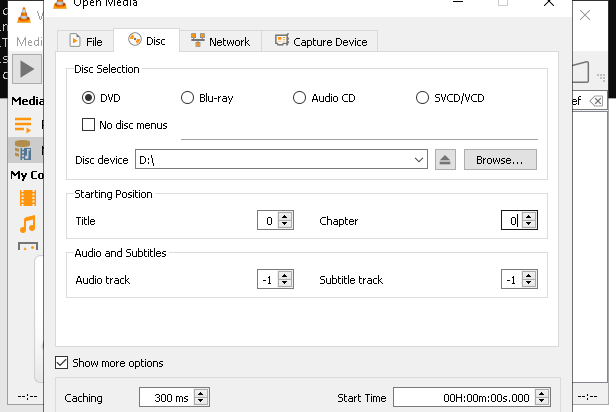 Open Media
File
Disc
Network
Capture Device
Disc Selection
DVD
Blu-ray
Audio CD
SVCD/VCD
No disc menus
Disc device
D:\
Browse...
Starting Position
Title
0
Chapter
0
Audio and Subtitles
Audio track
-1
Subtitle track
-1
Show more options
Caching
300 ms
Start Time
00H:00m:00s.000
Medi
Media
My Co
ef
--:--
--:--